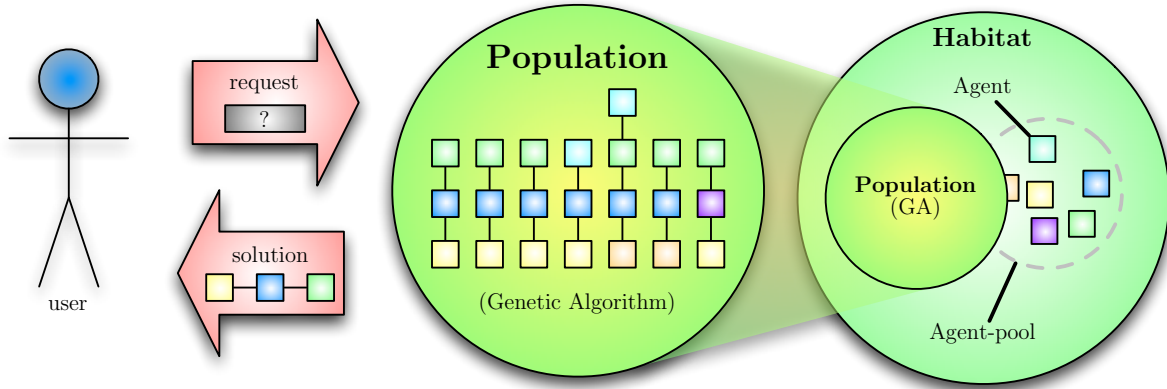 user
request
?
solution
Population
(Genetic Algorithm)
Habitat
Agent
Population
(GA)
Agent-pool